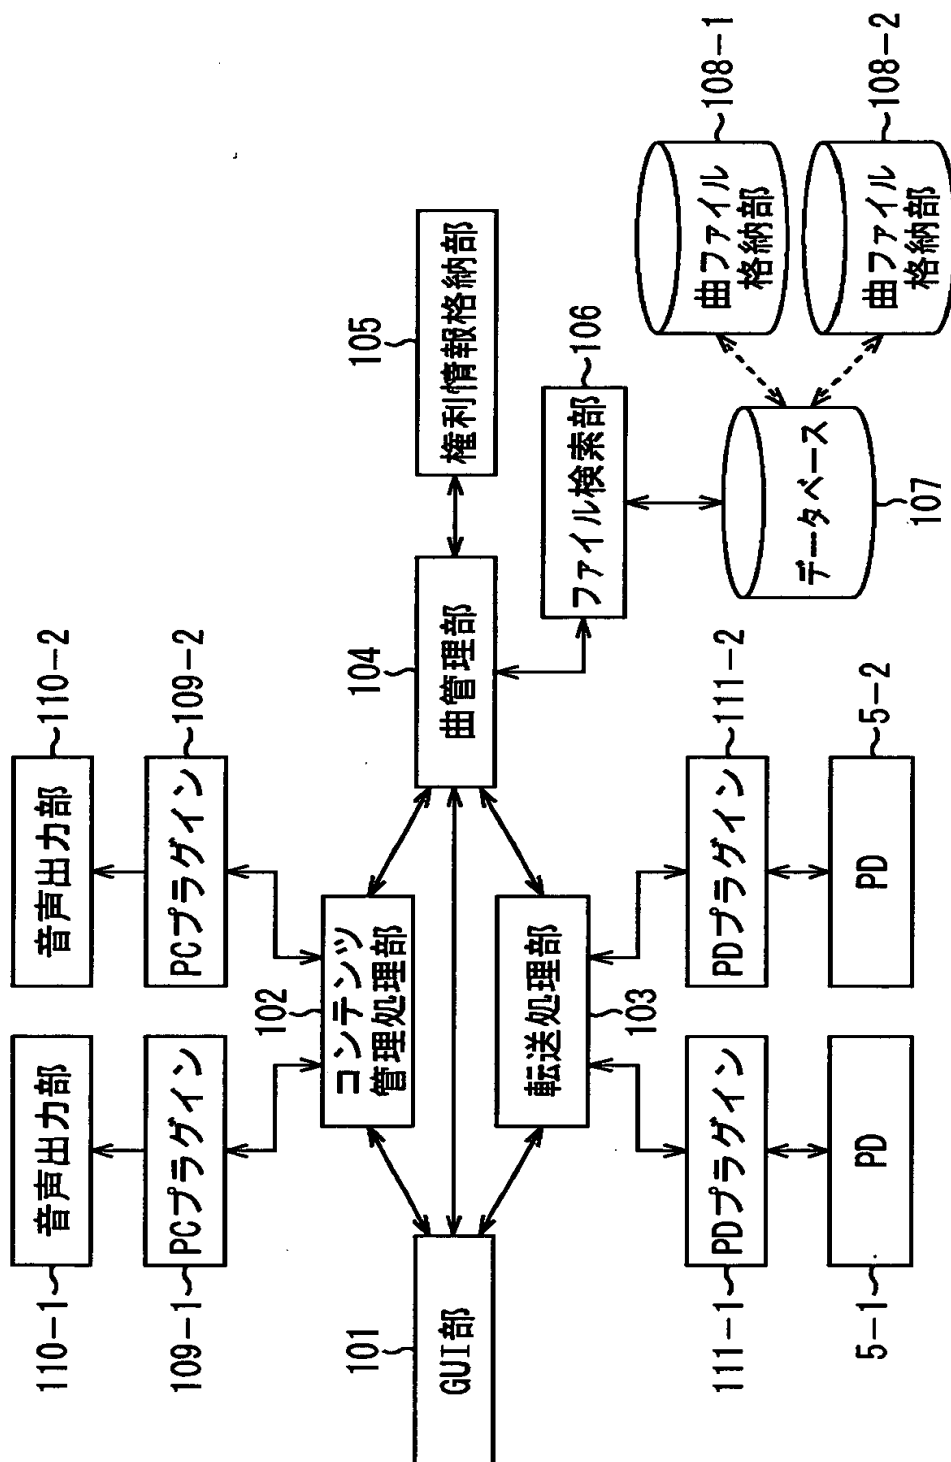 110-1
音声出力部
110-2
音声出力部
109-1
PCプラグイン
109-2
PCプラグイン
101
GUI部
102
コンテンツ
管理処理部
103
転送処理部
104
曲管理部
105
権利情報格納部
106
ファイル検索部
データベース
107
曲ファイル
格納部
108-1
曲ファイル
格納部
108-2
111-1
PDプラグイン
111-2
PDプラグイン
5-1
PD
5-2
PD